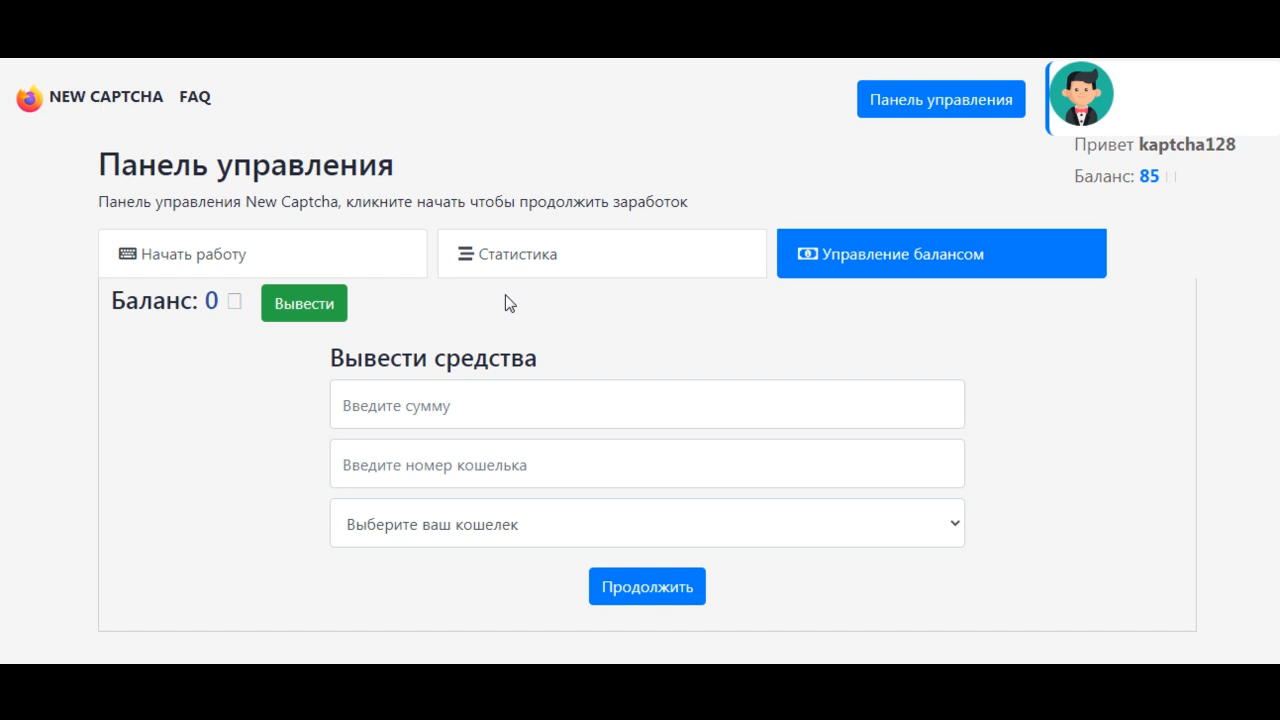 NEW CAPTCHA FAQ
Панель управления
Привет kaptcha128
Баланс: 85
Панель управления
Панель управления New Captcha, кликните начать чтобы продолжить заработок
Начать работу
Статистика
Управление балансом
Баланс: 0
Вывести
Вывести средства
Введите сумму
Введите номер кошелька
Выберите ваш кошелек
Продолжить